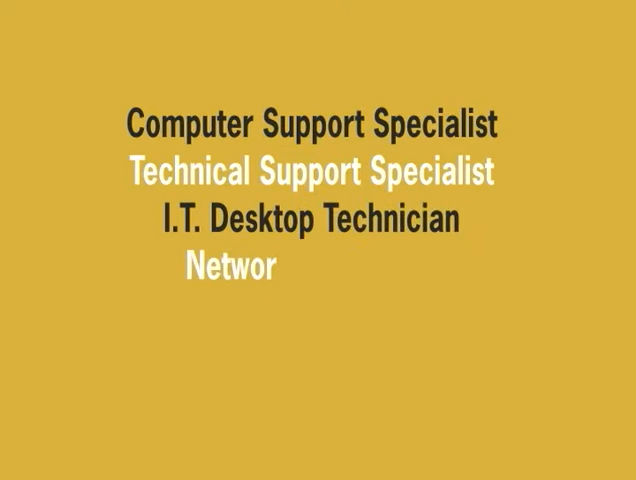 Computer Support Specialist
Technical Support Specialist
I.T. Desktop Technician
Networ